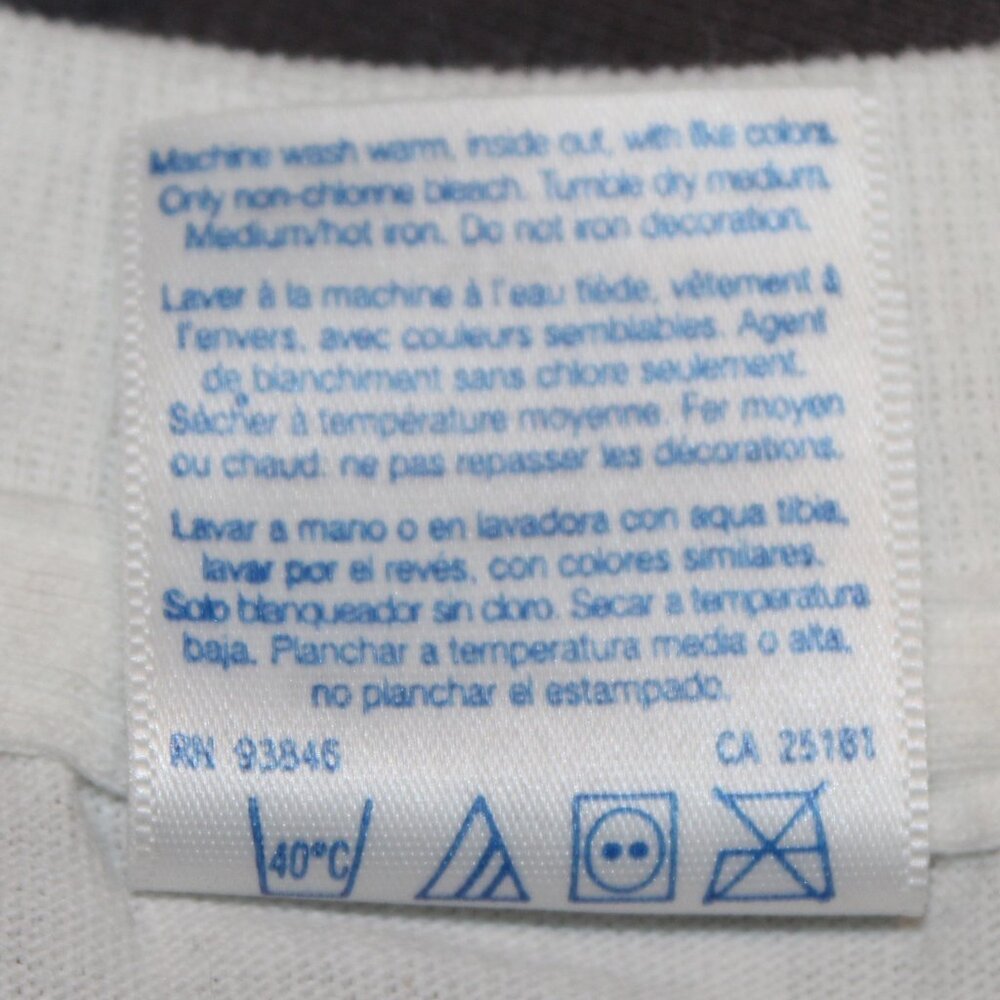 Machine wash warm, inside out, with like colors.
Only non-chlorine bleach. Tumble dry medium.
Medium/hot iron. Do not iron decoration.
Laver à la machine à l'eau tiède, vêtement à
l'envers, avec couleurs semblables. Agent
de blanchiment sans chlore seulement.
Sécher à température moyenne. Fer moyen
ou chaud: ne pas repasser les décorations.
Lavar a mano o en lavadora con aqua tibia,
lavar por el revés, con colores similares.
Solo blanqueador sin cloro. Secar a temperatura
baja. Planchar a temperatura media o alta,
no planchar el estampado.
RN 93846 CA 25161
40°C